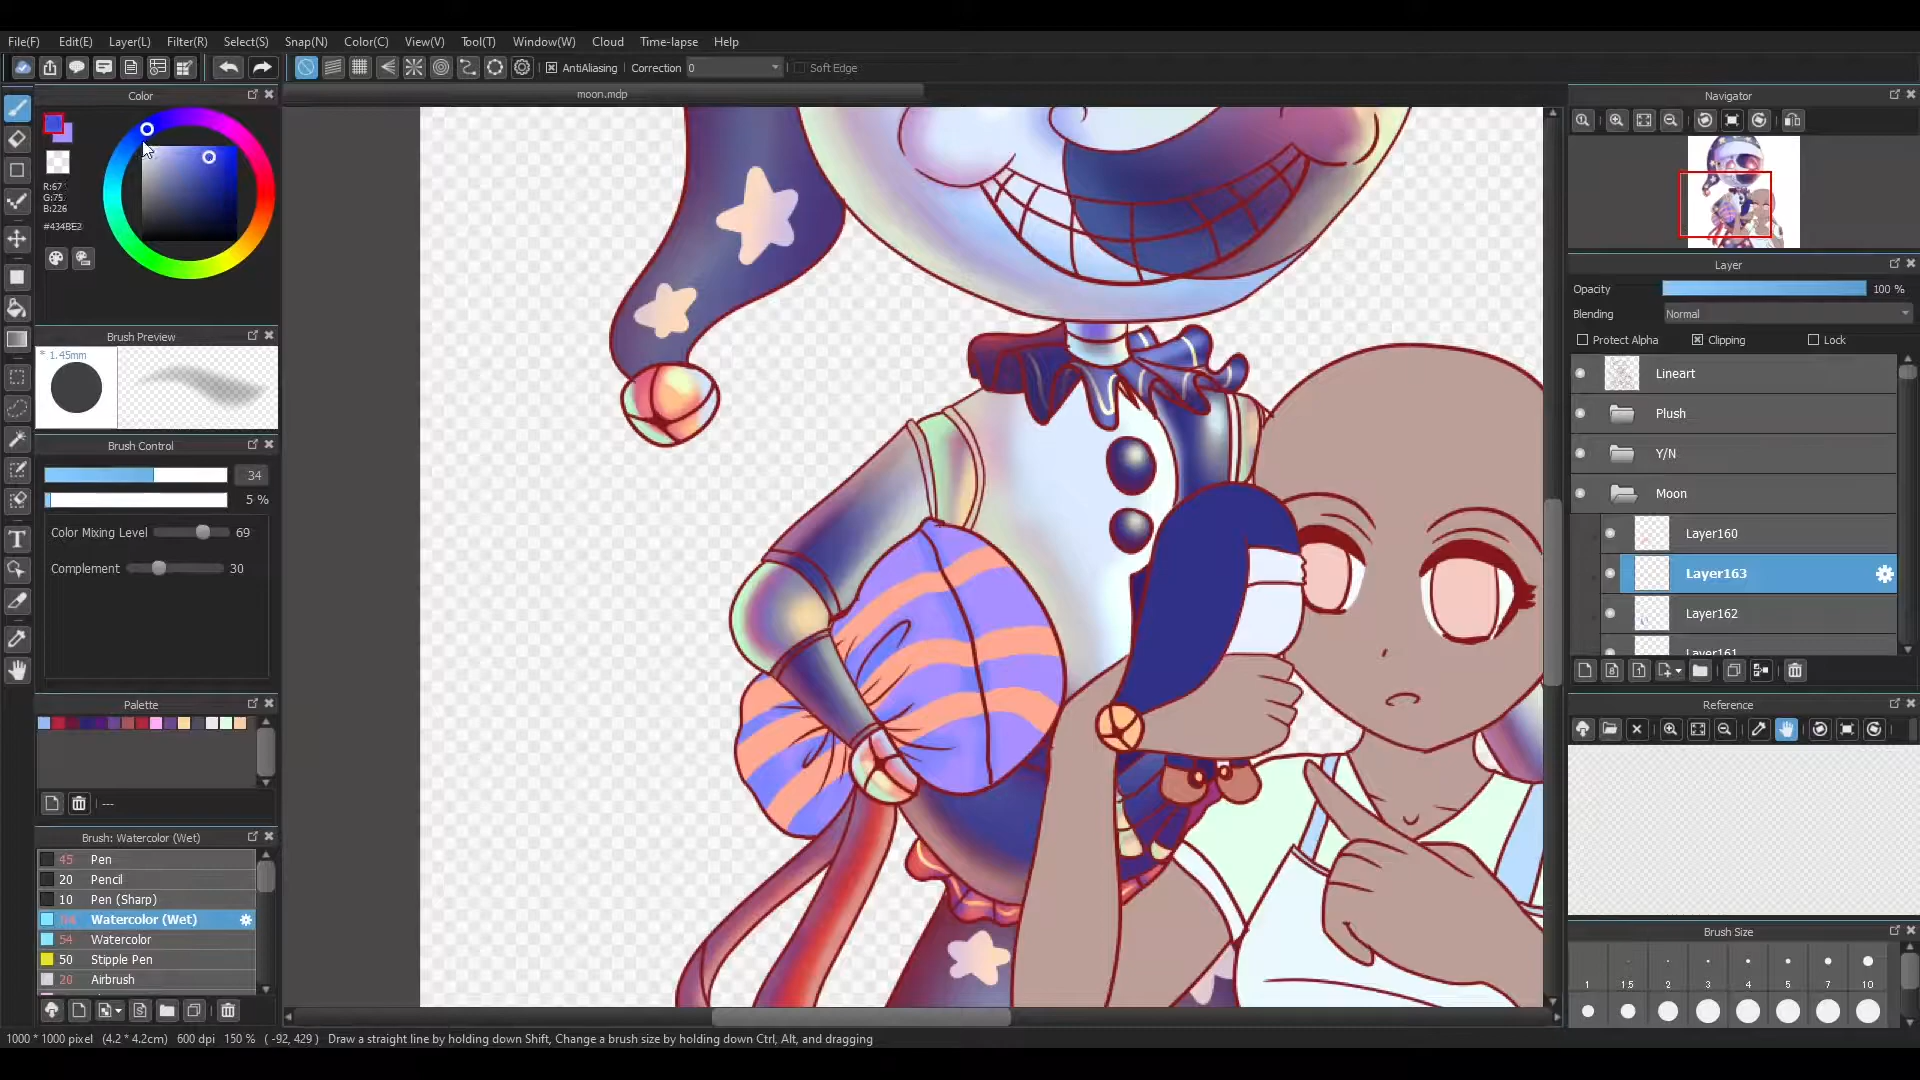 File(F) Edit(E) Layer(L) Filter(R) Select(S) Snap(N) Color(C) View(V) Tool(T) Window(W) Cloud Time-lapse Help
AntiAliasing Correction 0 Soft Edge
Color
moon.mdp
Navigator
R:67
G:75
B:226
#434BE2
Layer
Opacity 100 %
Blending Normal
Protect Alpha Clipping Lock
Brush Preview
* 1.45mm
Lineart
Plush
Brush Control
Y/N
34
Moon
5 %
Color Mixing Level 69
Layer160
Complement 30
Layer163
Layer162
Layer161
Palette
Reference
---
Brush: Watercolor (Wet)
45 Pen
20 Pencil
10 Pen (Sharp)
Watercolor (Wet)
54 Watercolor
50 Stipple Pen
20 Airbrush
Brush Size
1 1.5 2 3 4 5 7 10
1000 * 1000 pixel (4.2 * 4.2cm) 600 dpi 150 % ( -92, 429 ) Draw a straight line by holding down Shift, Change a brush size by holding down Ctrl, Alt, and dragging